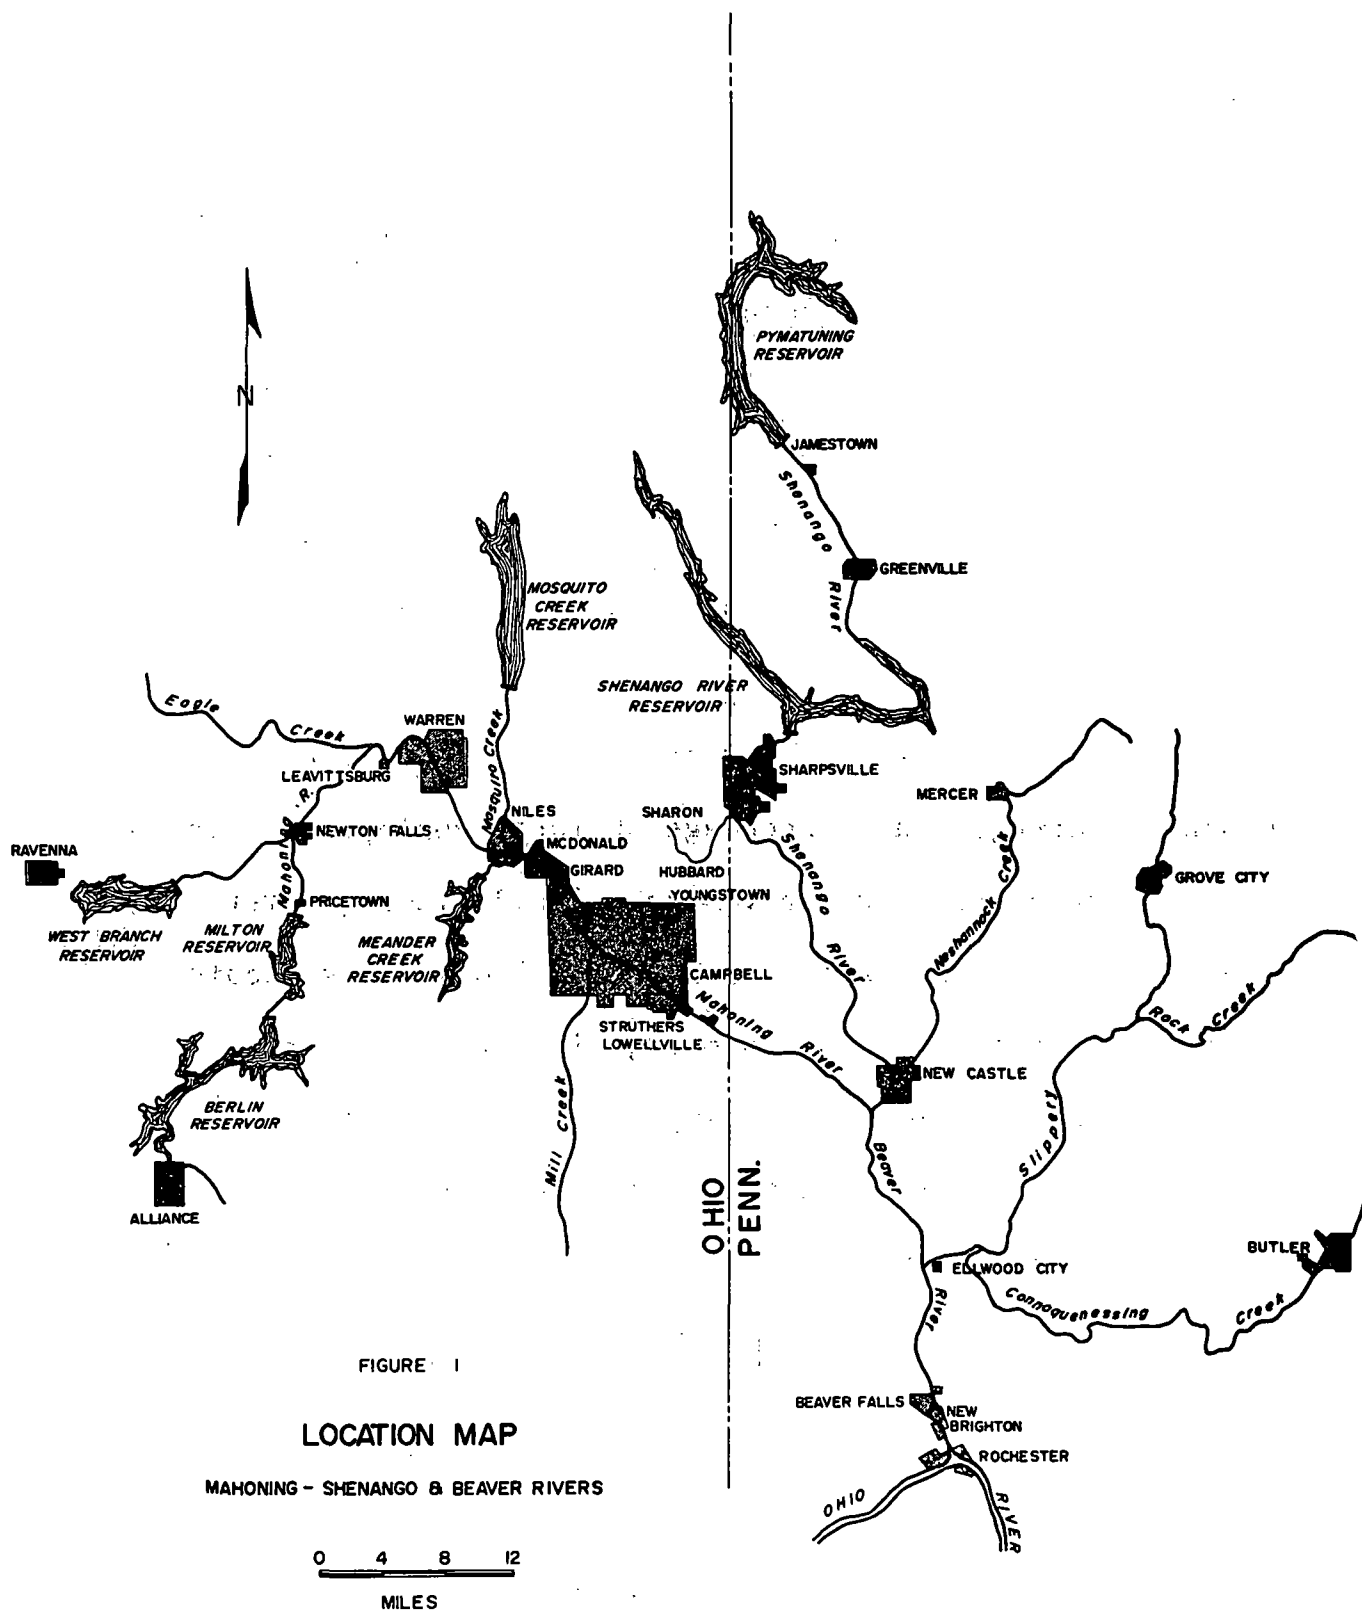 N
PYMATUNING
RESERVOIR
JAMESTOWN
Shenango
River
GREENVILLE
MOSQUITO
CREEK
RESERVOIR
SHENANGO RIVER
RESERVOIR
Eagle
Creek
WARREN
Mosquito Creek
LEAVITTSBURG
SHARPSVILLE
MERCER
SHARON
NILES
Mahoning R.
NEWTON FALLS
MCDONALD
GIRARD
HUBBARD
YOUNGSTOWN
RAVENNA
Shenango
River
Neshannock Creek
GROVE CITY
PRICETOWN
WEST BRANCH
RESERVOIR
MILTON
RESERVOIR
MEANDER
CREEK
RESERVOIR
CAMPBELL
Mahoning
River
STRUTHERS
LOWELLVILLE
Rock Creek
Slippery
NEW CASTLE
BERLIN
RESERVOIR
Mill Creek
Beaver
River
ALLIANCE
OHIO
PENN.
BUTLER
ELLWOOD CITY
Connoquenessing
Creek
FIGURE 1
BEAVER FALLS
NEW
BRIGHTON
LOCATION MAP
ROCHESTER
MAHONING - SHENANGO & BEAVER RIVERS
OHIO
RIVER
0 4 8 12
MILES